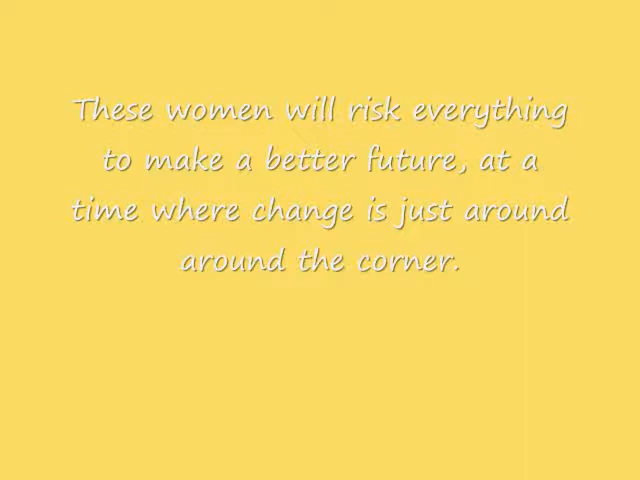 These women will risk everything
to make a better future, at a
time where change is just around
around the corner.